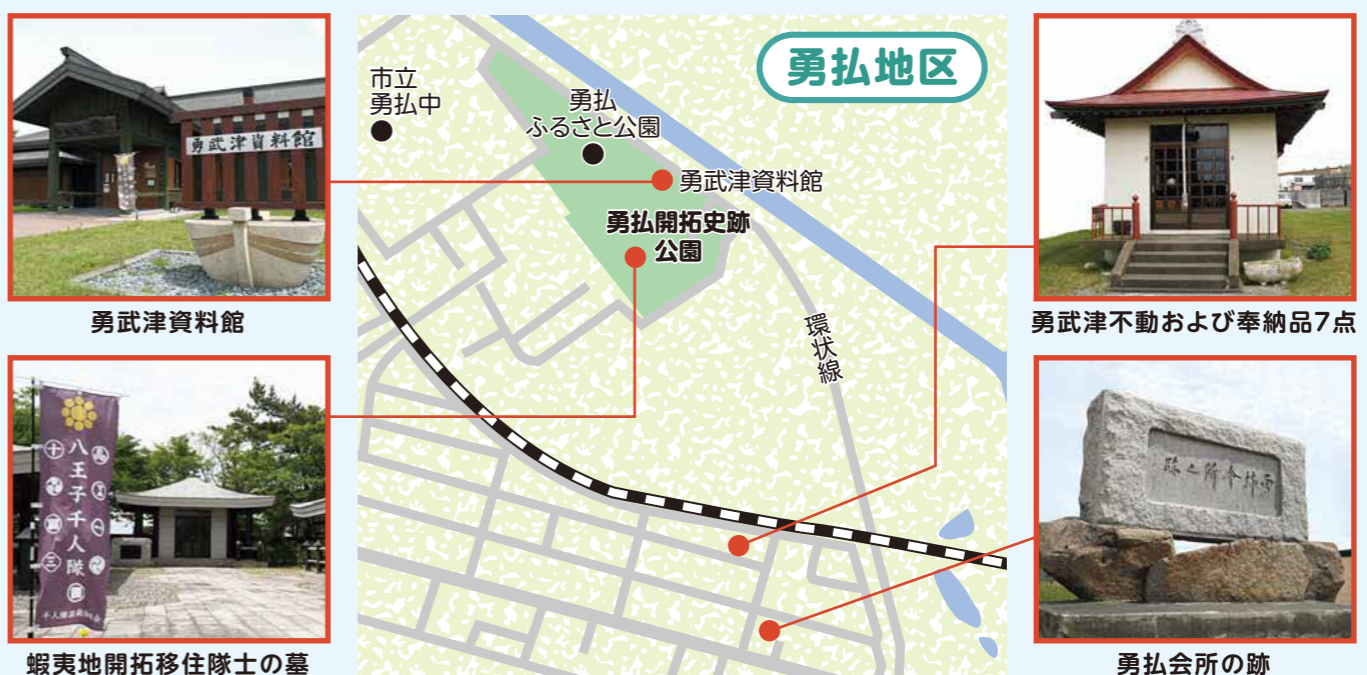 勇払地区
市立
勇払中
勇払
ふるさと公園
勇武津資料館
勇払開拓史跡
公園
環状線
勇武津資料館
勇武津資料館
八王子千人隊
蝦夷地開拓移住隊士の墓
勇武津不動および奉納品7点
勇払会所の跡